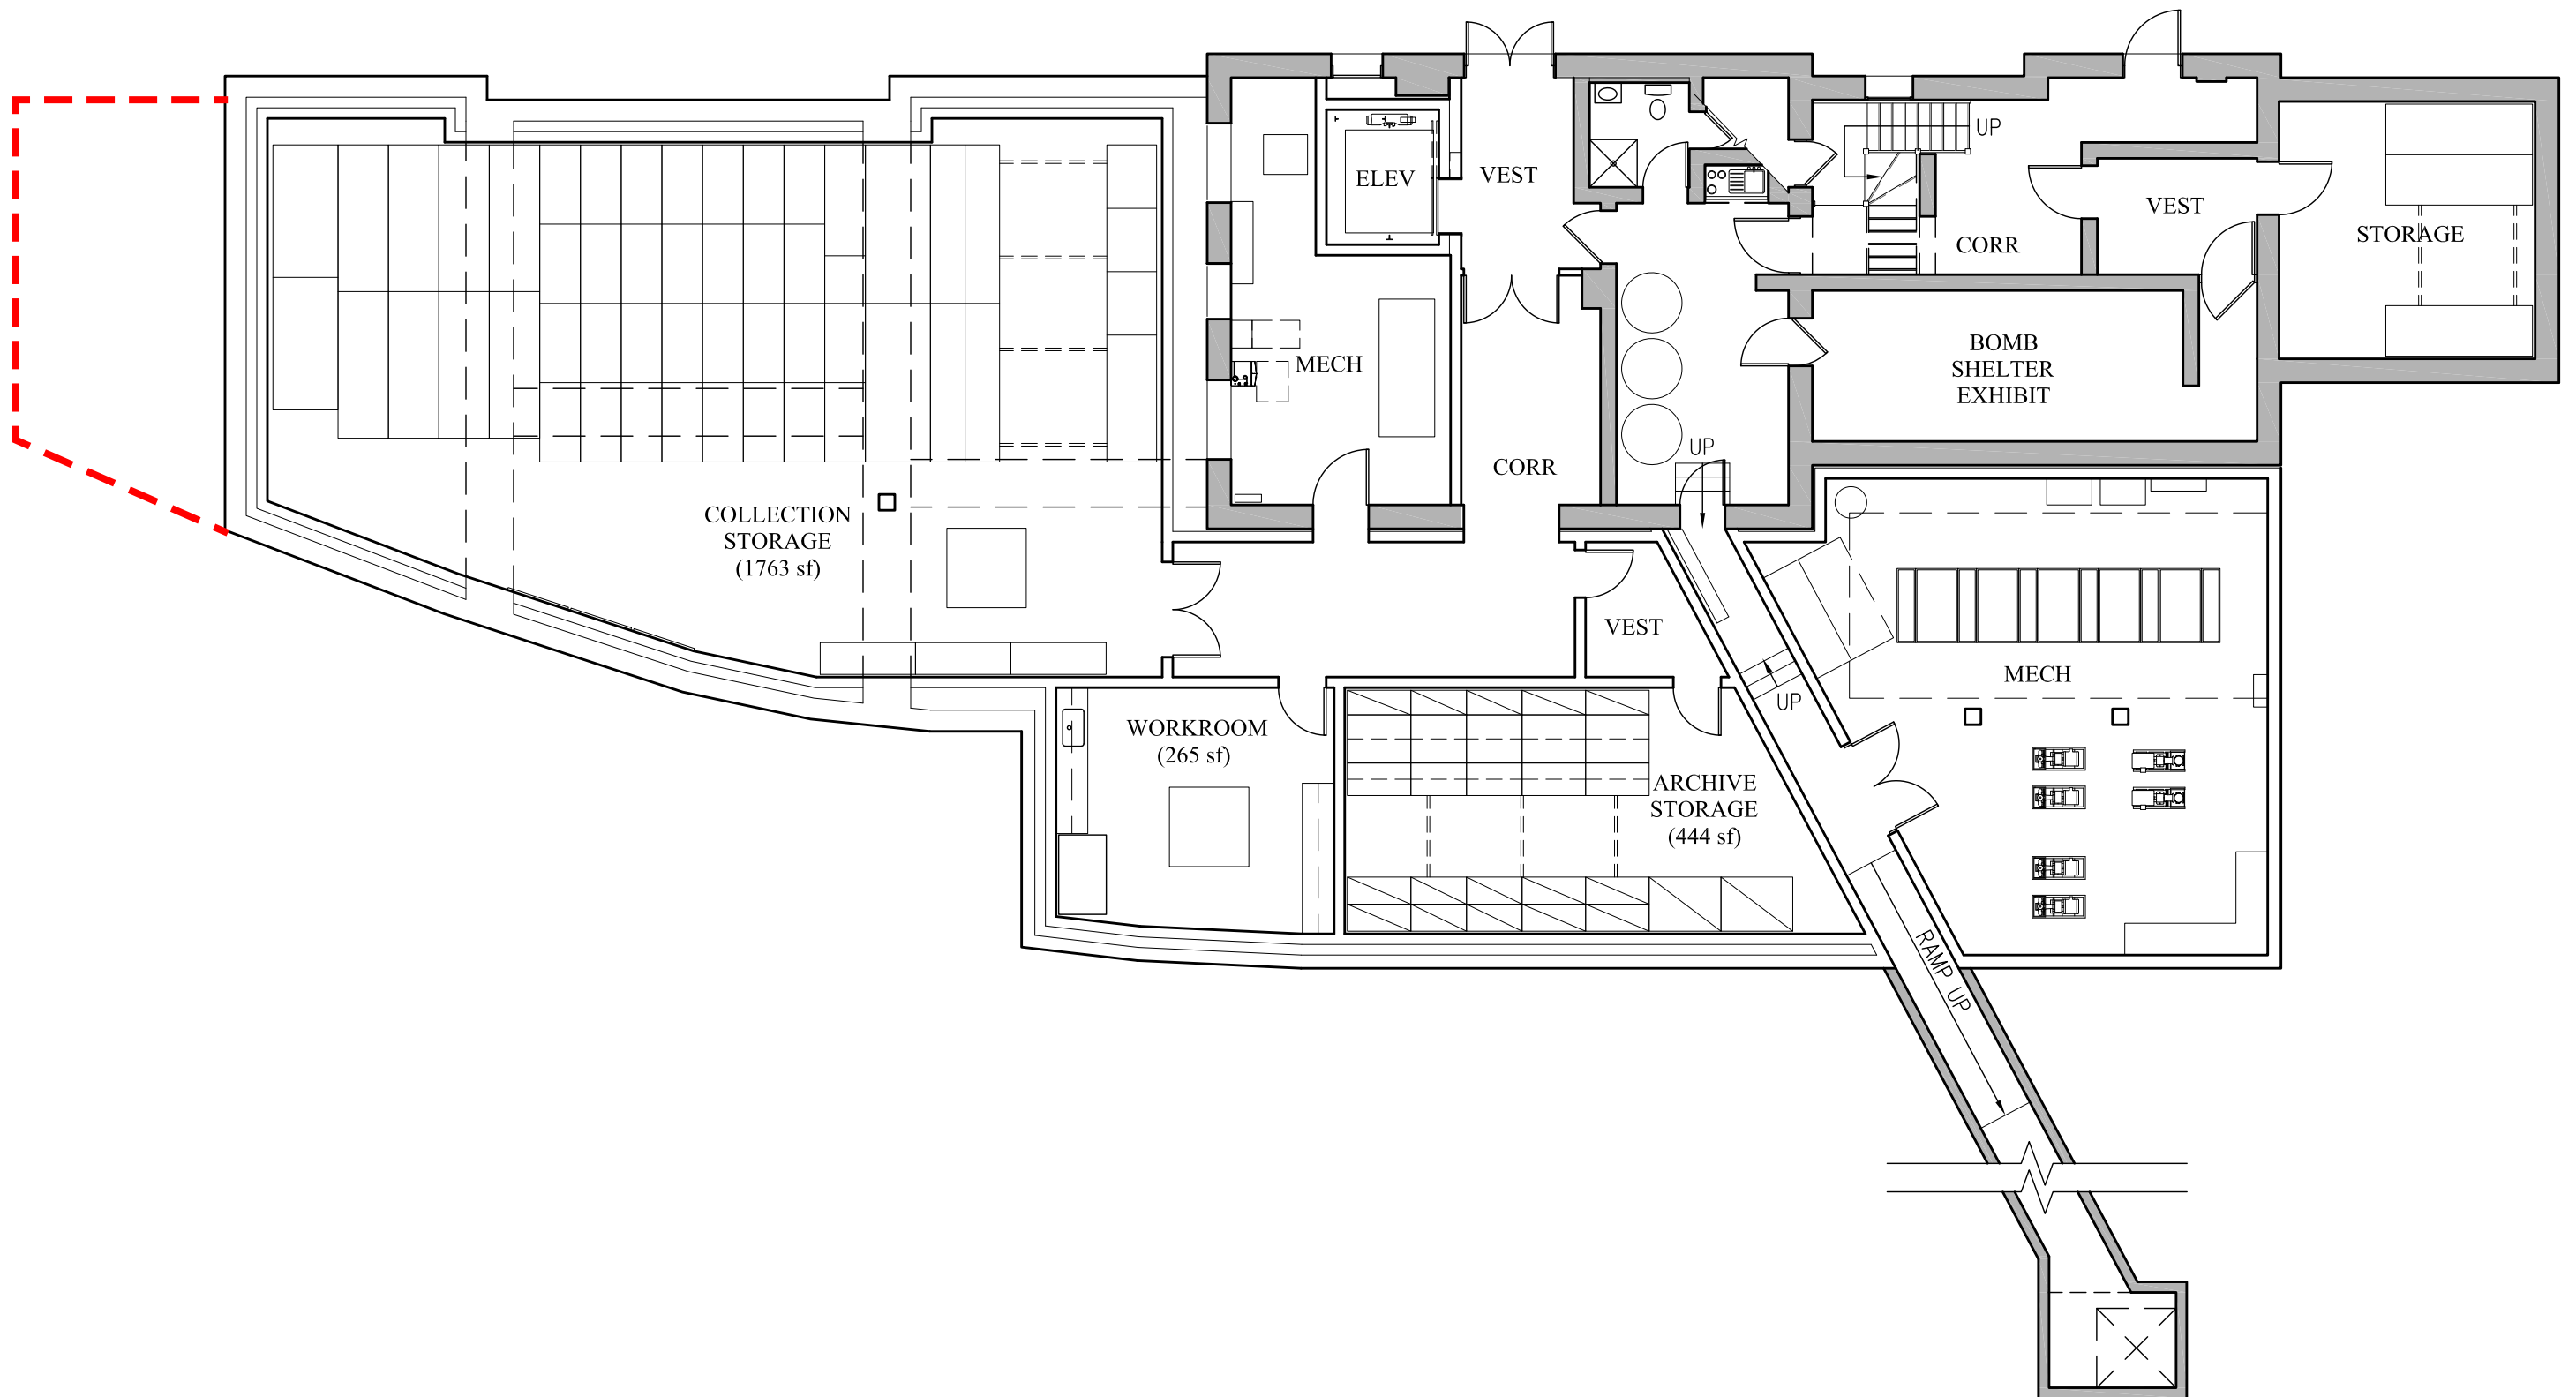 UP
ELEV
VEST
VEST
CORR
STORAGE
MECH
BOMB
SHELTER
EXHIBIT
UP
CORR
COLLECTION
STORAGE
(1763 sf)
VEST
MECH
UP
WORKROOM
(265 sf)
ARCHIVE
STORAGE
(444 sf)
RAMP UP